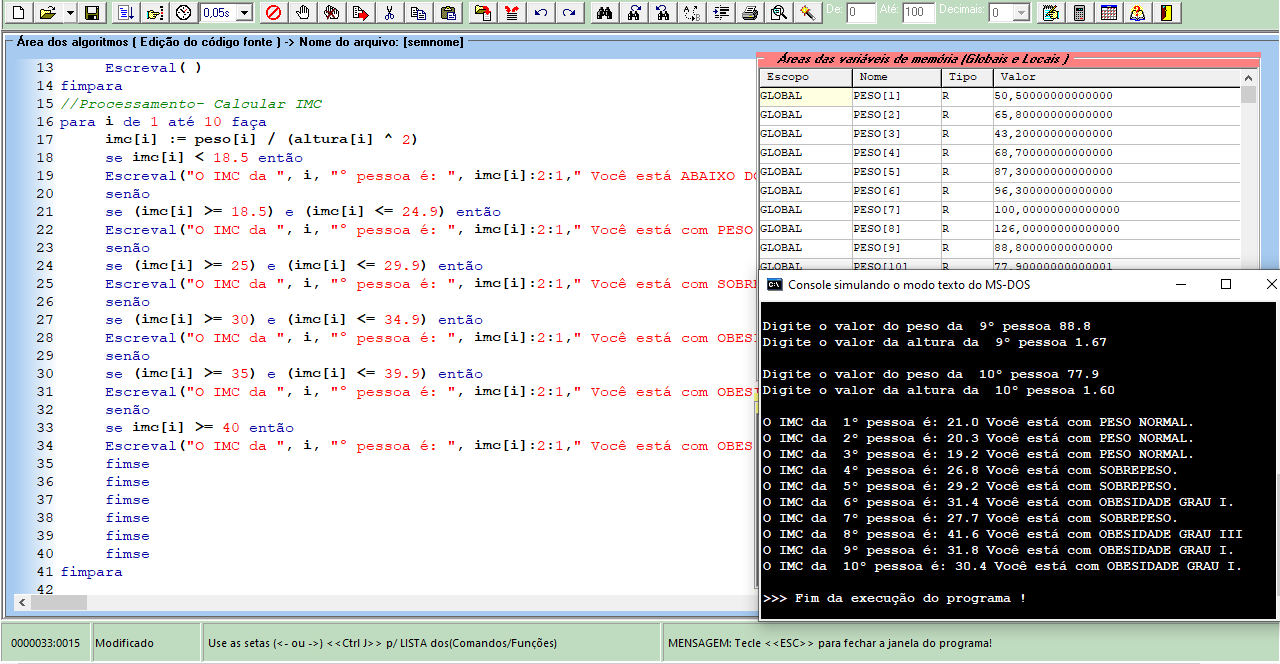 0,05s
De: 0 Até: 100 Decimais: 0
Área dos algoritmos ( Edição do código fonte ) -> Nome do arquivo: [semnome]
13 Escreval( )
14 fimpara
15 //Processamento- Calcular IMC
16 para i de 1 até 10 faça
17 imc[i] := peso[i] / (altura[i] ^ 2)
18 se imc[i] < 18.5 então
19 Escreval("O IMC da ", i, "° pessoa é: ", imc[i]:2:1," Você está ABAIXO DO
20 senão
21 se (imc[i] >= 18.5) e (imc[i] <= 24.9) então
22 Escreval("O IMC da ", i, "° pessoa é: ", imc[i]:2:1," Você está com PESO
23 senão
24 se (imc[i] >= 25) e (imc[i] <= 29.9) então
25 Escreval("O IMC da ", i, "° pessoa é: ", imc[i]:2:1," Você está com SOBRE
26 senão
27 se (imc[i] >= 30) e (imc[i] <= 34.9) então
28 Escreval("O IMC da ", i, "° pessoa é: ", imc[i]:2:1," Você está com OBES
29 senão
30 se (imc[i] >= 35) e (imc[i] <= 39.9) então
31 Escreval("O IMC da ", i, "° pessoa é: ", imc[i]:2:1," Você está com OBES
32 senão
33 se imc[i] >= 40 então
34 Escreval("O IMC da ", i, "° pessoa é: ", imc[i]:2:1," Você está com OBES
35 fimse
36 fimse
37 fimse
38 fimse
39 fimse
40 fimse
41 fimpara
42
Áreas das variáveis de memória (Globais e Locais )
Escopo Nome Tipo Valor
GLOBAL PESO[1] R 50,50000000000000
GLOBAL PESO[2] R 65,80000000000000
GLOBAL PESO[3] R 43,20000000000000
GLOBAL PESO[4] R 68,70000000000000
GLOBAL PESO[5] R 87,30000000000000
GLOBAL PESO[6] R 96,30000000000000
GLOBAL PESO[7] R 100,00000000000000
GLOBAL PESO[8] R 126,00000000000000
GLOBAL PESO[9] R 88,80000000000000
GLOBAL PESO[10] R 77,90000000000001
Console simulando o modo texto do MS-DOS
Digite o valor do peso da 9° pessoa 88.8
Digite o valor da altura da 9° pessoa 1.67
Digite o valor do peso da 10° pessoa 77.9
Digite o valor da altura da 10° pessoa 1.60
O IMC da 1° pessoa é: 21.0 Você está com PESO NORMAL.
O IMC da 2° pessoa é: 20.3 Você está com PESO NORMAL.
O IMC da 3° pessoa é: 19.2 Você está com PESO NORMAL.
O IMC da 4° pessoa é: 26.8 Você está com SOBREPESO.
O IMC da 5° pessoa é: 29.2 Você está com SOBREPESO.
O IMC da 6° pessoa é: 31.4 Você está com OBESIDADE GRAU I.
O IMC da 7° pessoa é: 27.7 Você está com SOBREPESO.
O IMC da 8° pessoa é: 41.6 Você está com OBESIDADE GRAU III
O IMC da 9° pessoa é: 31.8 Você está com OBESIDADE GRAU I.
O IMC da 10° pessoa é: 30.4 Você está com OBESIDADE GRAU I.
>>> Fim da execução do programa !
0000033:0015 Modificado Use as setas (<- ou ->) <<Ctrl J>> p/ LISTA dos(Comandos/Funções) MENSAGEM: Tecle <<ESC>> para fechar a janela do programa!